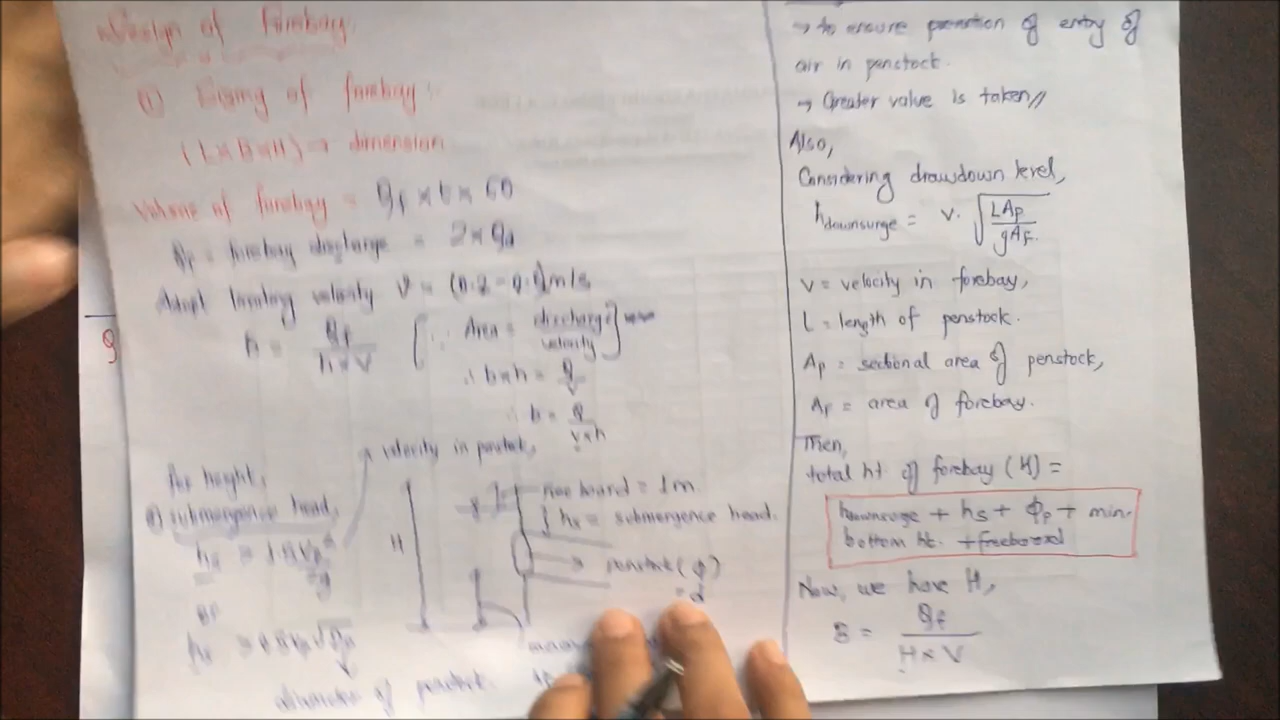 Design of Forebay
① Sizing of forebay:
(L×B×H) → dimension
Volume of forebay = Qf × 6 × 60
Qf = forebay discharge = 2 × Qd
Adopt limiting velocity V = m/s
b = Qf / h×V [∵ Area = discharge / velocity]
∴ b×h = Q / V
∴ b = Q / V×h
velocity in penstock,
For height,
submergence head,
H
free board = 1m
} hs = submergence head.
penstock (φ)
= d
or
diameter of penstock.
9
→ to ensure prevention of entry of
air in penstock.
→ Greater value is taken//
Also,
Considering drawdown level,
hdownsurge = V. √(LAp / gAF.)
V = velocity in forebay,
L = length of penstock.
Ap = sectional area of penstock,
AF = area of forebay.
Then,
total ht of forebay (H) =
hdownsurge + hs + φp + min.
bottom ht. + freeboard
Now, we have H,
B = Qf / H×V